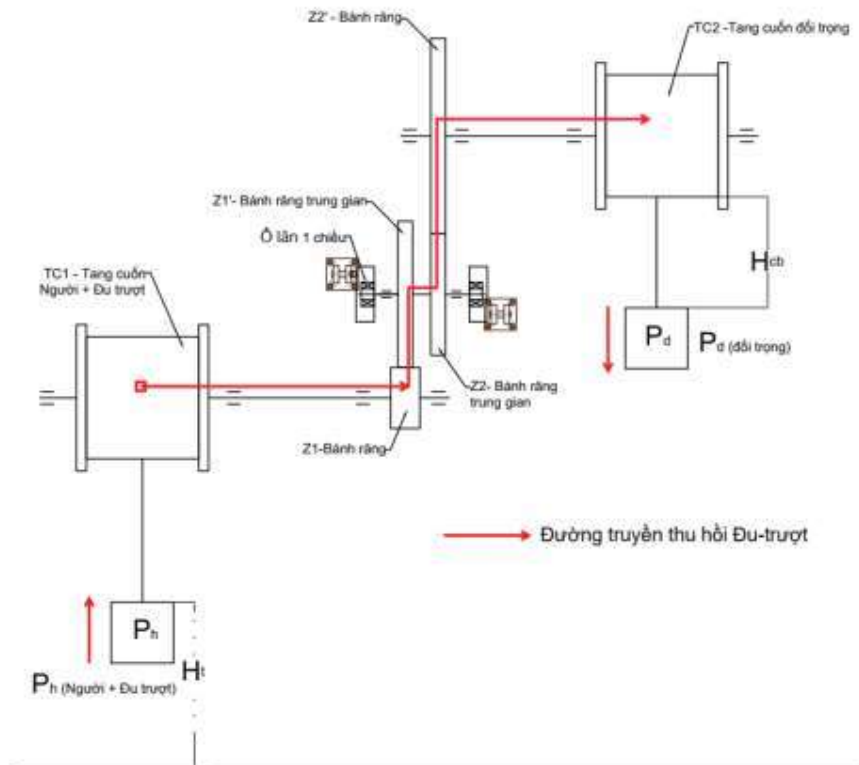 Z2' - Bánh răng
TC2 -Tang cuốn đối trọng
Z1'- Bánh răng trung gian
Ổ lăn 1 chiều
TC1 - Tang cuốn
Người + Đu trượt
Hcb
Pd
Pd (đối trọng)
Z2- Bánh răng
trung gian
Z1-Bánh răng
Đường truyền thu hồi Đu-trượt
Ph
Ht
Ph (Người + Đu trượt)